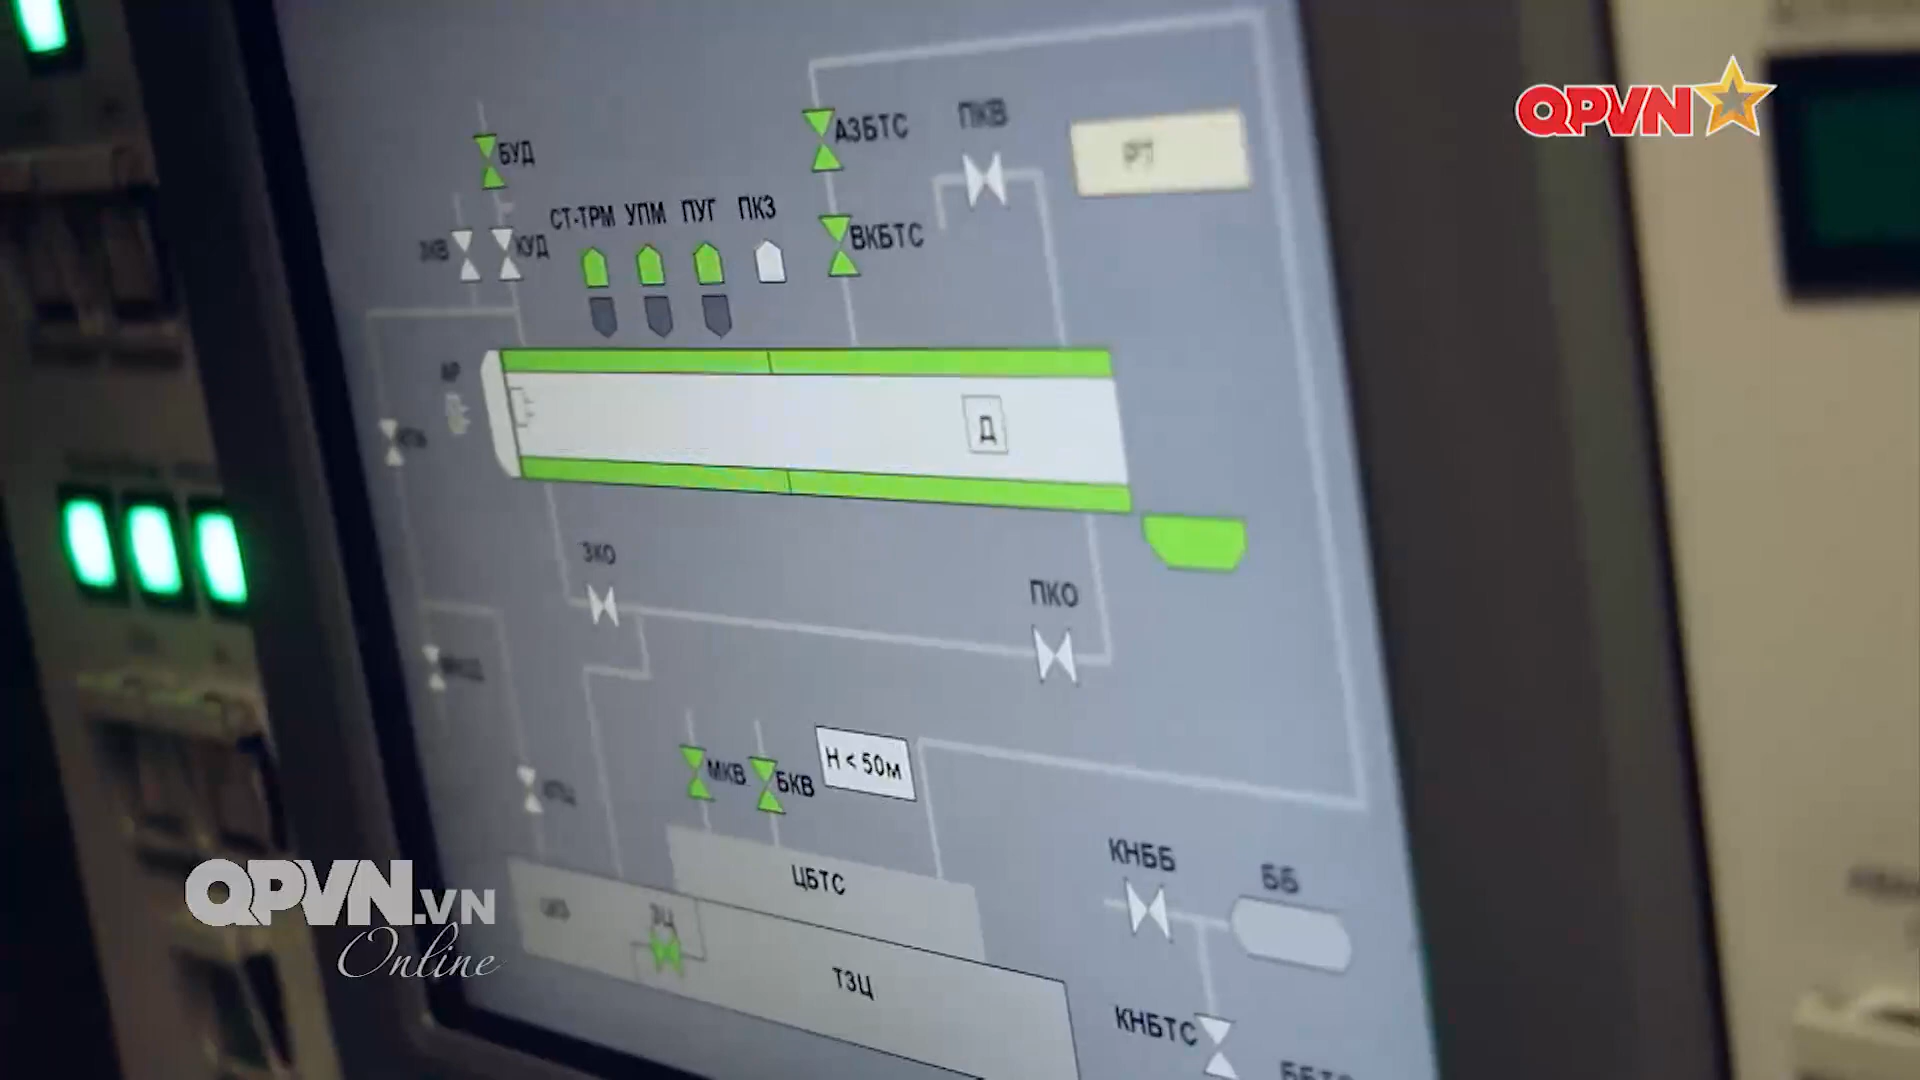 QPVN
АЗБТС
ПКВ
БУД
РТ
СТ-ТРМ УПМ ПУГ ПКЗ
ЗКВ
КУД
ВКБТС
АР
Д
ЗКО
ПКО
Н < 50м
МКВ
БКВ
КНББ
ББ
ЦБТС
ЗЦ
QPVN.VN
Online
ТЗЦ
КНБТС